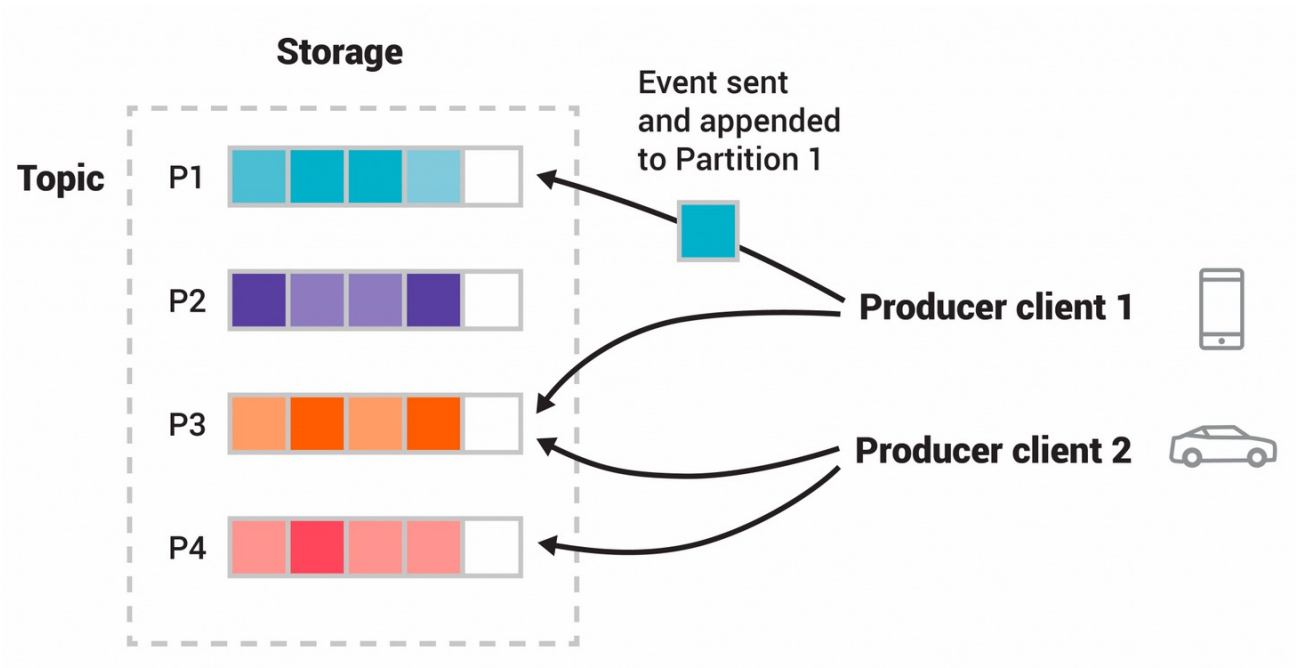 Storage
Event sent
and appended
to Partition 1
Topic
P1
P2
Producer client 1
P3
Producer client 2
P4